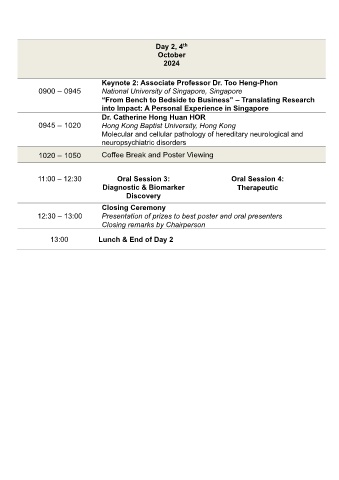 Day 2, 4th
October
2024
Keynote 2: Associate Professor Dr. Too Heng-Phon
0900 – 0945
National University of Singapore, Singapore
“From Bench to Bedside to Business” – Translating Research
into Impact: A Personal Experience in Singapore
Dr. Catherine Hong Huan HOR
0945 – 1020
Hong Kong Baptist University, Hong Kong
Molecular and cellular pathology of hereditary neurological and
neuropsychiatric disorders
1020 – 1050 Coffee Break and Poster Viewing
11:00 – 12:30
Oral Session 3:
Diagnostic & Biomarker
Discovery
Oral Session 4:
Therapeutic
Closing Ceremony
12:30 – 13:00
Presentation of prizes to best poster and oral presenters
Closing remarks by Chairperson
13:00 Lunch & End of Day 2